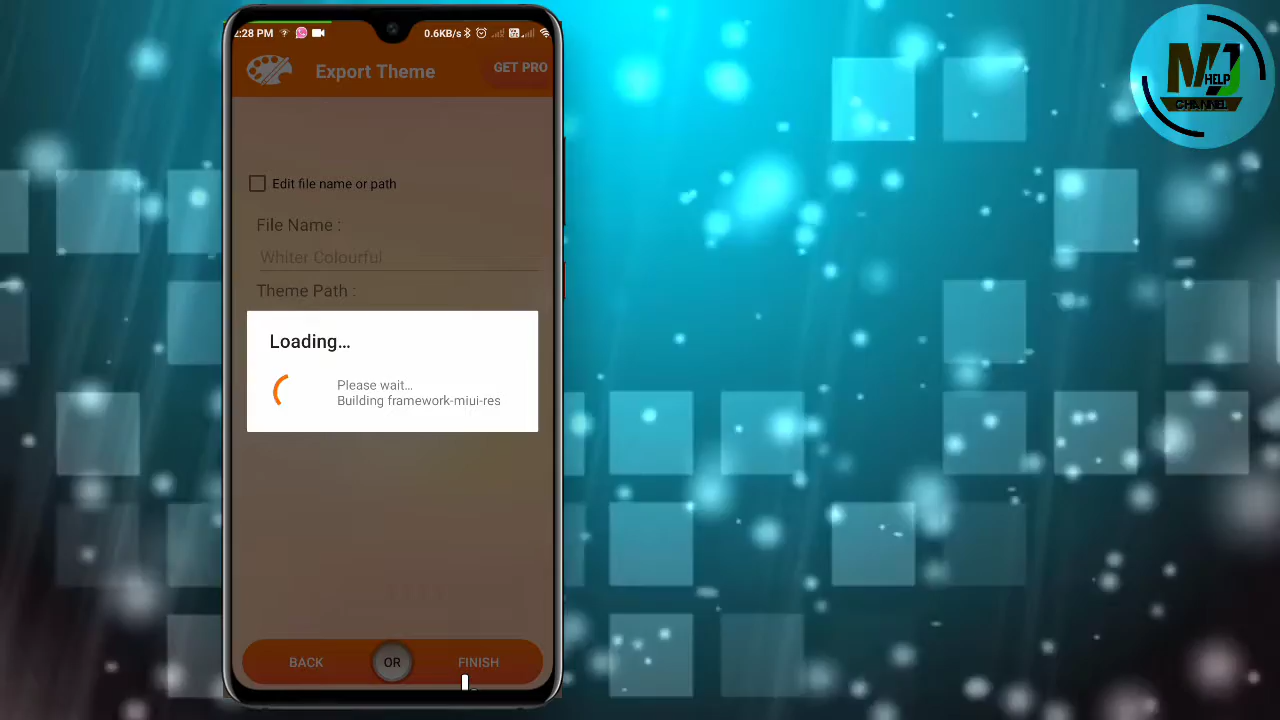 2:28 PM
0.6KB/s
Export Theme
GET PRO
Edit file name or path
File Name :
Whiter Colourful
Theme Path :
Loading...
Please wait...
Building framework-miui-res
BACK
OR
FINISH
MJ
HELP
CHANNEL